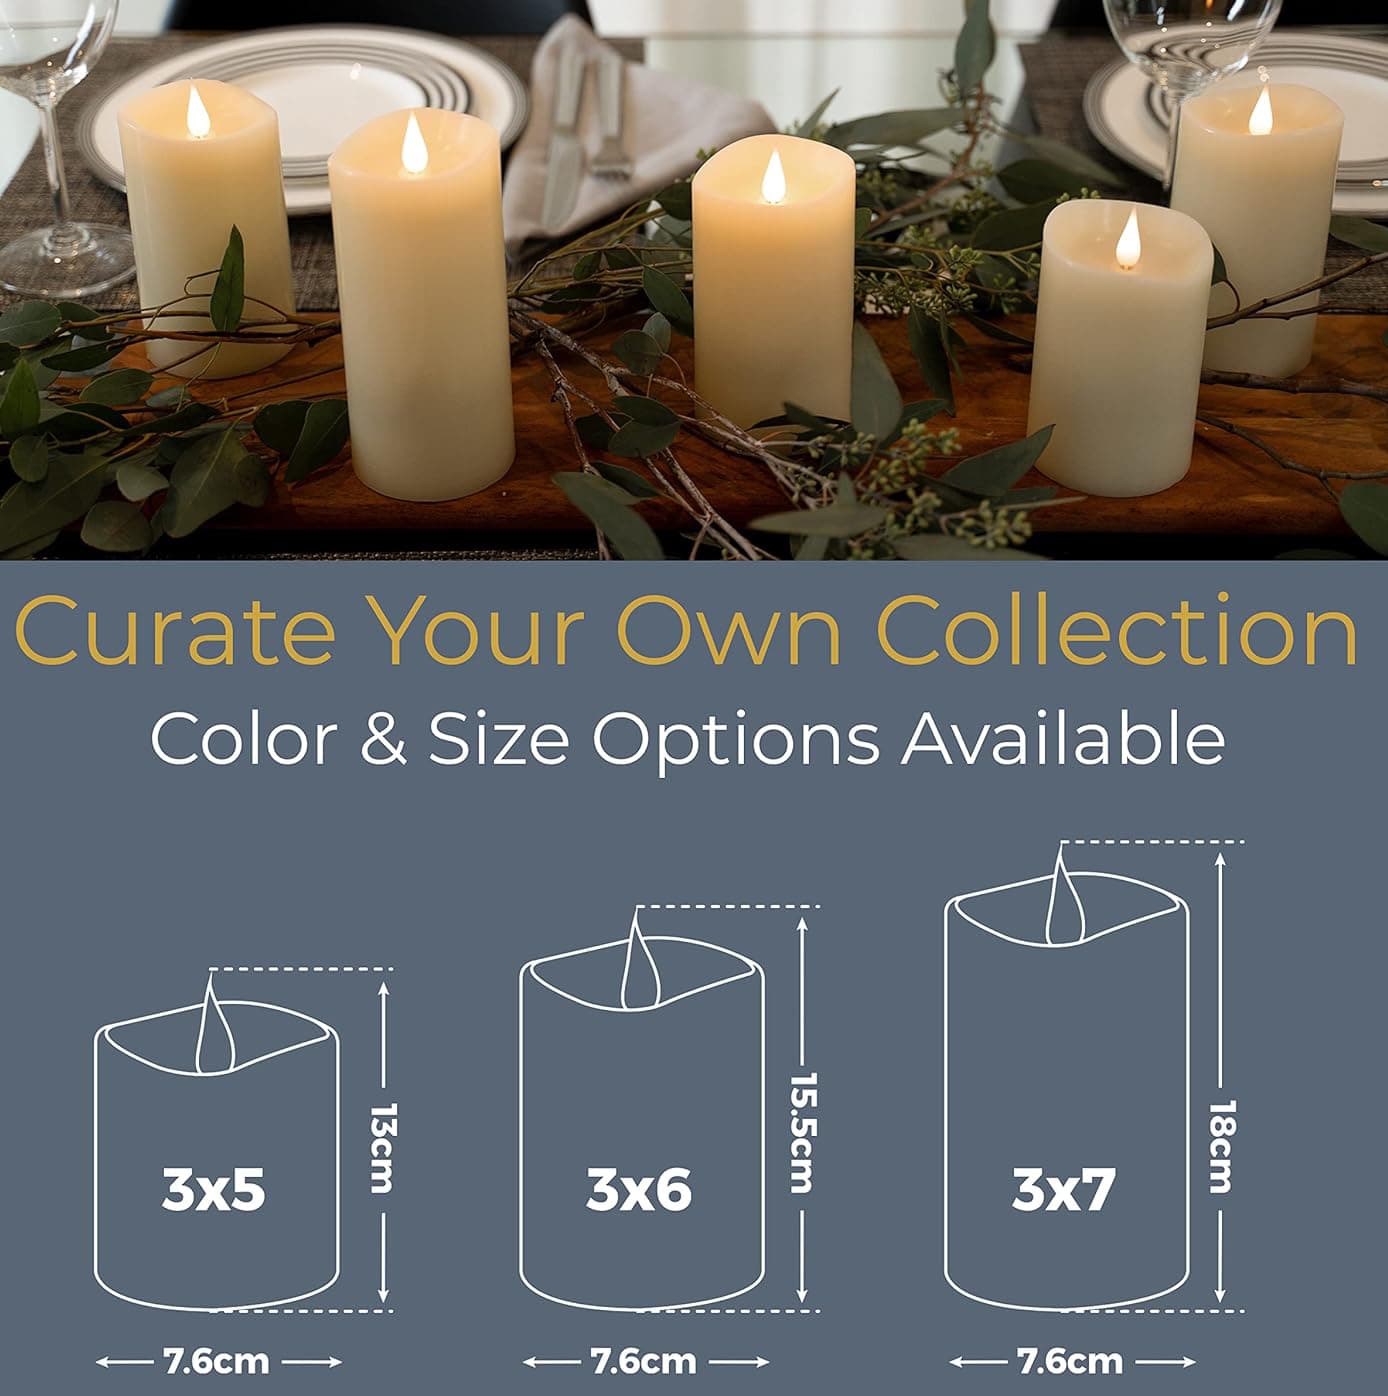 Curate Your Own Collection
Color & Size Options Available
3x5
13cm
7.6cm
3x6
15.5cm
7.6cm
3x7
18cm
7.6cm